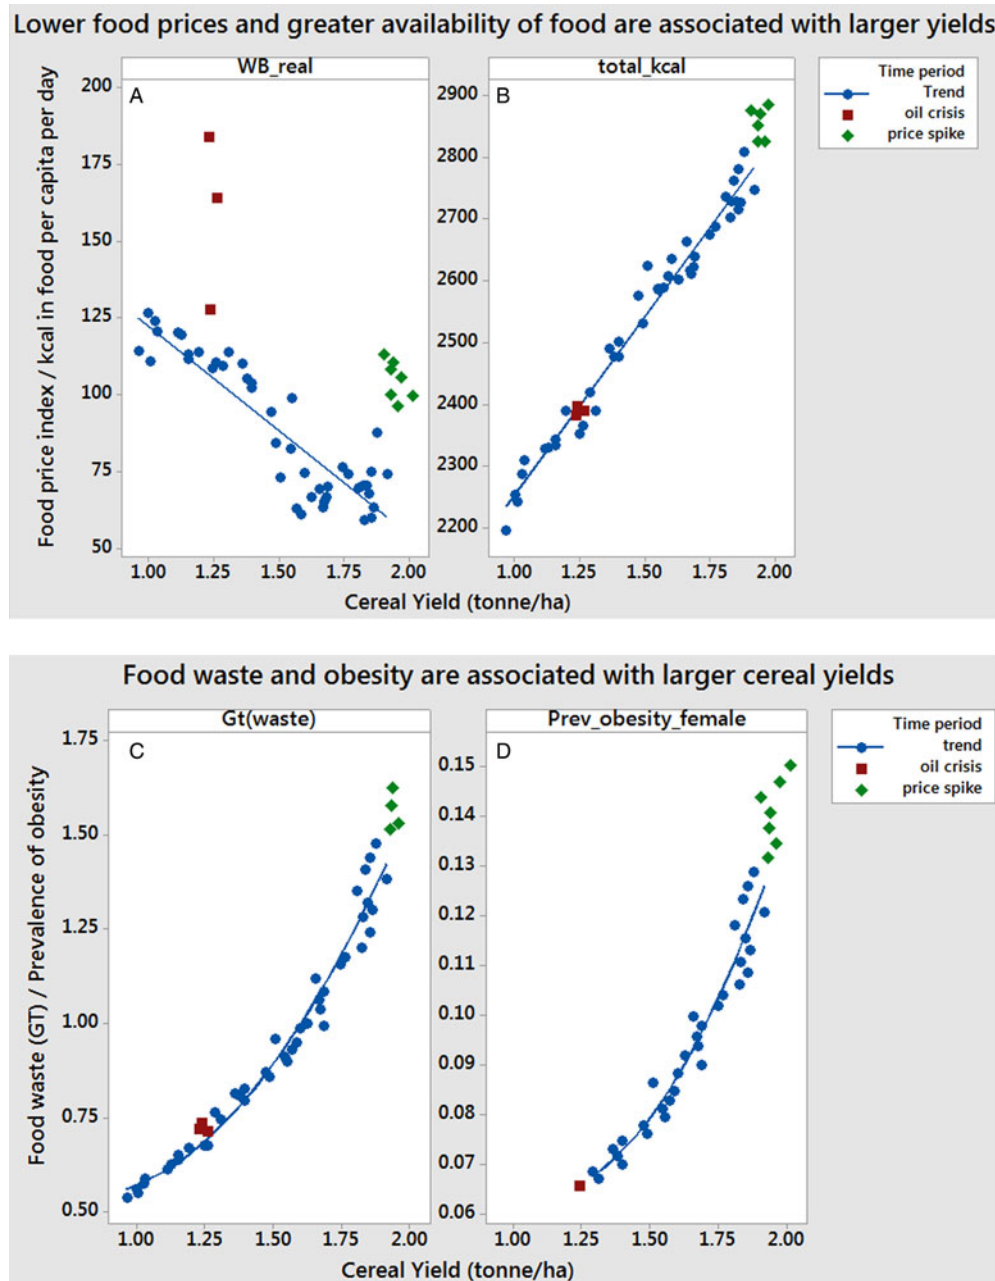 Lower food prices and greater availability of food are associated with larger yields
WB_real
total_kcal
A
B
Time period
Trend
oil crisis
price spike
Food price index / kcal in food per capita per day
200
175
150
125
100
75
50
2900
2800
2700
2600
2500
2400
2300
2200
1.00 1.25 1.50 1.75 2.00
1.00 1.25 1.50 1.75 2.00
Cereal Yield (tonne/ha)
Food waste and obesity are associated with larger cereal yields
Gt(waste)
Prev_obesity_female
C
D
Time period
trend
oil crisis
price spike
Food waste (GT) / Prevalence of obesity
1.75
1.50
1.25
1.00
0.75
0.50
0.15
0.14
0.13
0.12
0.11
0.10
0.09
0.08
0.07
0.06
1.00 1.25 1.50 1.75 2.00
1.00 1.25 1.50 1.75 2.00
Cereal Yield (tonne/ha)